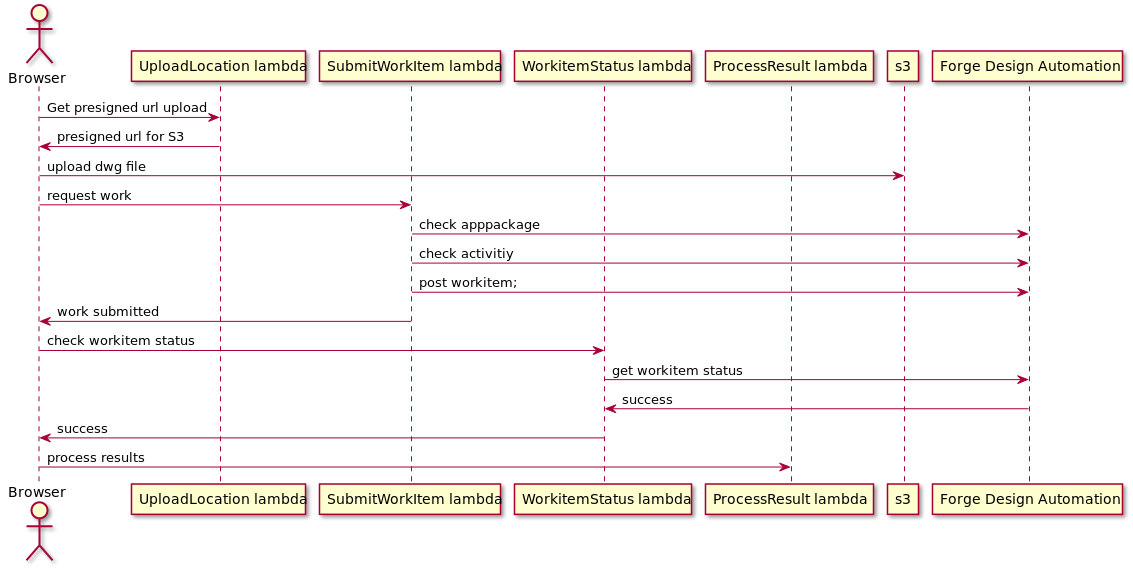 Browser
UploadLocation lambda
SubmitWorkItem lambda
WorkitemStatus lambda
ProcessResult lambda
s3
Forge Design Automation
Get presigned url upload
presigned url for S3
upload dwg file
request work
check apppackage
check activitiy
post workitem;
work submitted
check workitem status
get workitem status
success
success
process results
Browser
UploadLocation lambda
SubmitWorkItem lambda
WorkitemStatus lambda
ProcessResult lambda
s3
Forge Design Automation